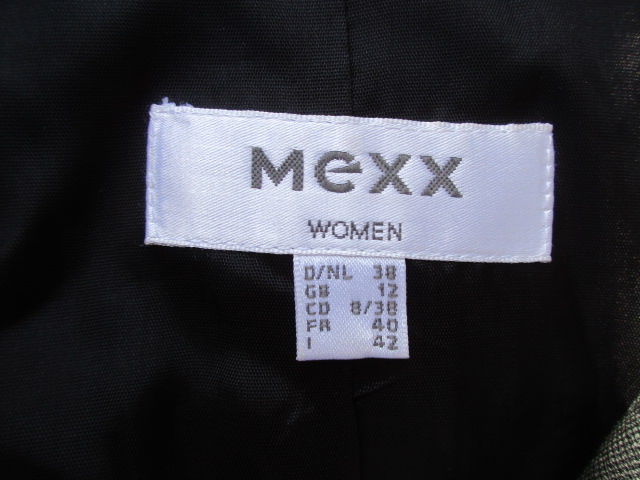 Mexx
WOMEN
D/NL 38
GB 12
CD 8/38
FR 40
I 42